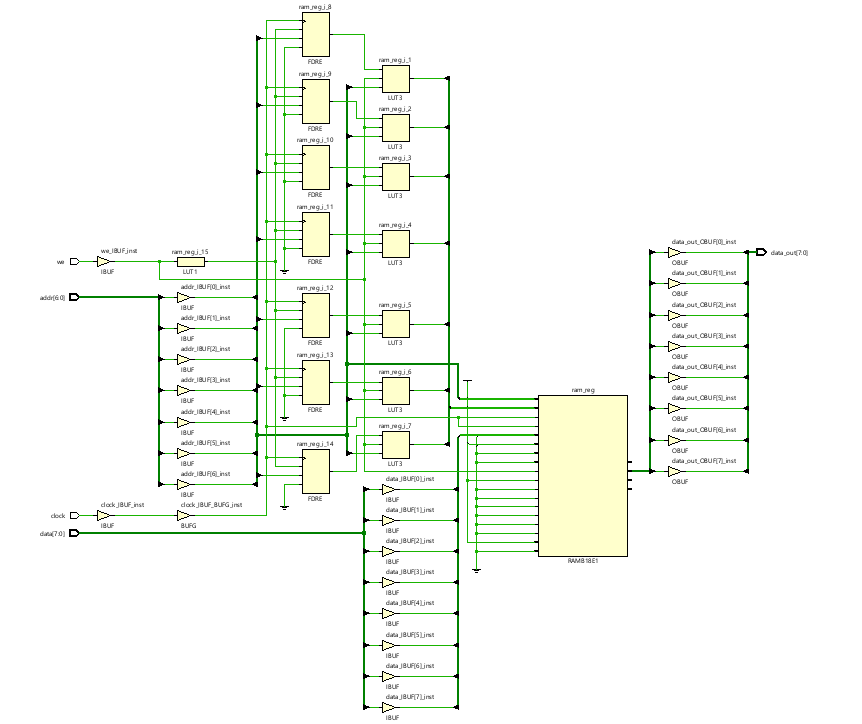 ram_reg_i_8
FDRE
ram_reg_i_9
FDRE
ram_reg_i_10
FDRE
ram_reg_i_11
FDRE
ram_reg_i_12
FDRE
ram_reg_i_13
FDRE
ram_reg_i_14
FDRE
ram_reg_i_1
LUT3
ram_reg_i_2
LUT3
ram_reg_i_3
LUT3
ram_reg_i_4
LUT3
ram_reg_i_5
LUT3
ram_reg_i_6
LUT3
ram_reg_i_7
LUT3
we
we_IBUF_inst
IBUF
ram_reg_i_15
LUT1
addr[6:0]
addr_IBUF[0]_inst
IBUF
addr_IBUF[1]_inst
IBUF
addr_IBUF[2]_inst
IBUF
addr_IBUF[3]_inst
IBUF
addr_IBUF[4]_inst
IBUF
addr_IBUF[5]_inst
IBUF
addr_IBUF[6]_inst
IBUF
clock
clock_IBUF_inst
IBUF
clock_IBUF_BUFG_inst
BUFG
data[7:0]
data_IBUF[0]_inst
IBUF
data_IBUF[1]_inst
IBUF
data_IBUF[2]_inst
IBUF
data_IBUF[3]_inst
IBUF
data_IBUF[4]_inst
IBUF
data_IBUF[5]_inst
IBUF
data_IBUF[6]_inst
IBUF
data_IBUF[7]_inst
IBUF
ram_reg
RAMB18E1
data_out_OBUF[0]_inst
OBUF
data_out_OBUF[1]_inst
OBUF
data_out_OBUF[2]_inst
OBUF
data_out_OBUF[3]_inst
OBUF
data_out_OBUF[4]_inst
OBUF
data_out_OBUF[5]_inst
OBUF
data_out_OBUF[6]_inst
OBUF
data_out_OBUF[7]_inst
OBUF
data_out[7:0]